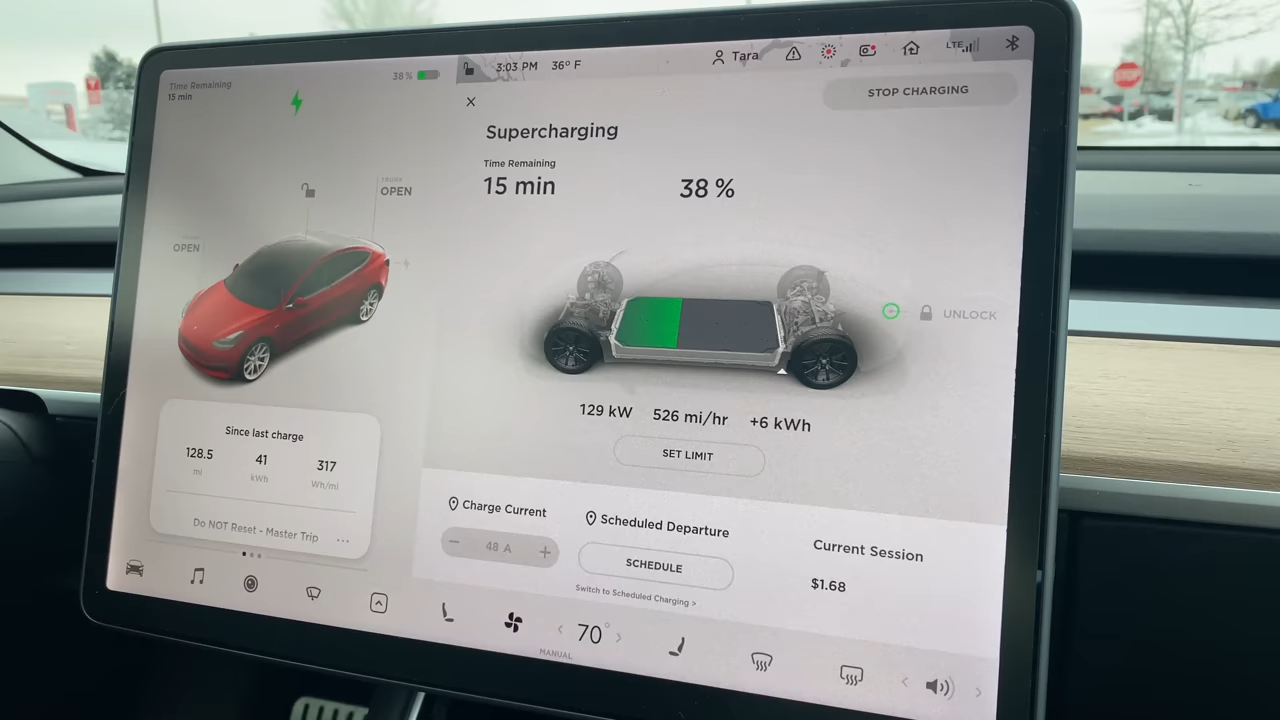 Time Remaining
15 min
38 %
3:03 PM 36° F
Tara
LTE
STOP CHARGING
Supercharging
Time Remaining
15 min
38 %
TRUNK
OPEN
OPEN
UNLOCK
129 kW 526 mi/hr +6 kWh
SET LIMIT
Since last charge
128.5 41 317
mi kWh Wh/mi
Do NOT Reset - Master Trip ...
Charge Current
− 48 A +
Scheduled Departure
SCHEDULE
Switch to Scheduled Charging >
Current Session
$1.68
< 70° >
MANUAL
< >
STOP